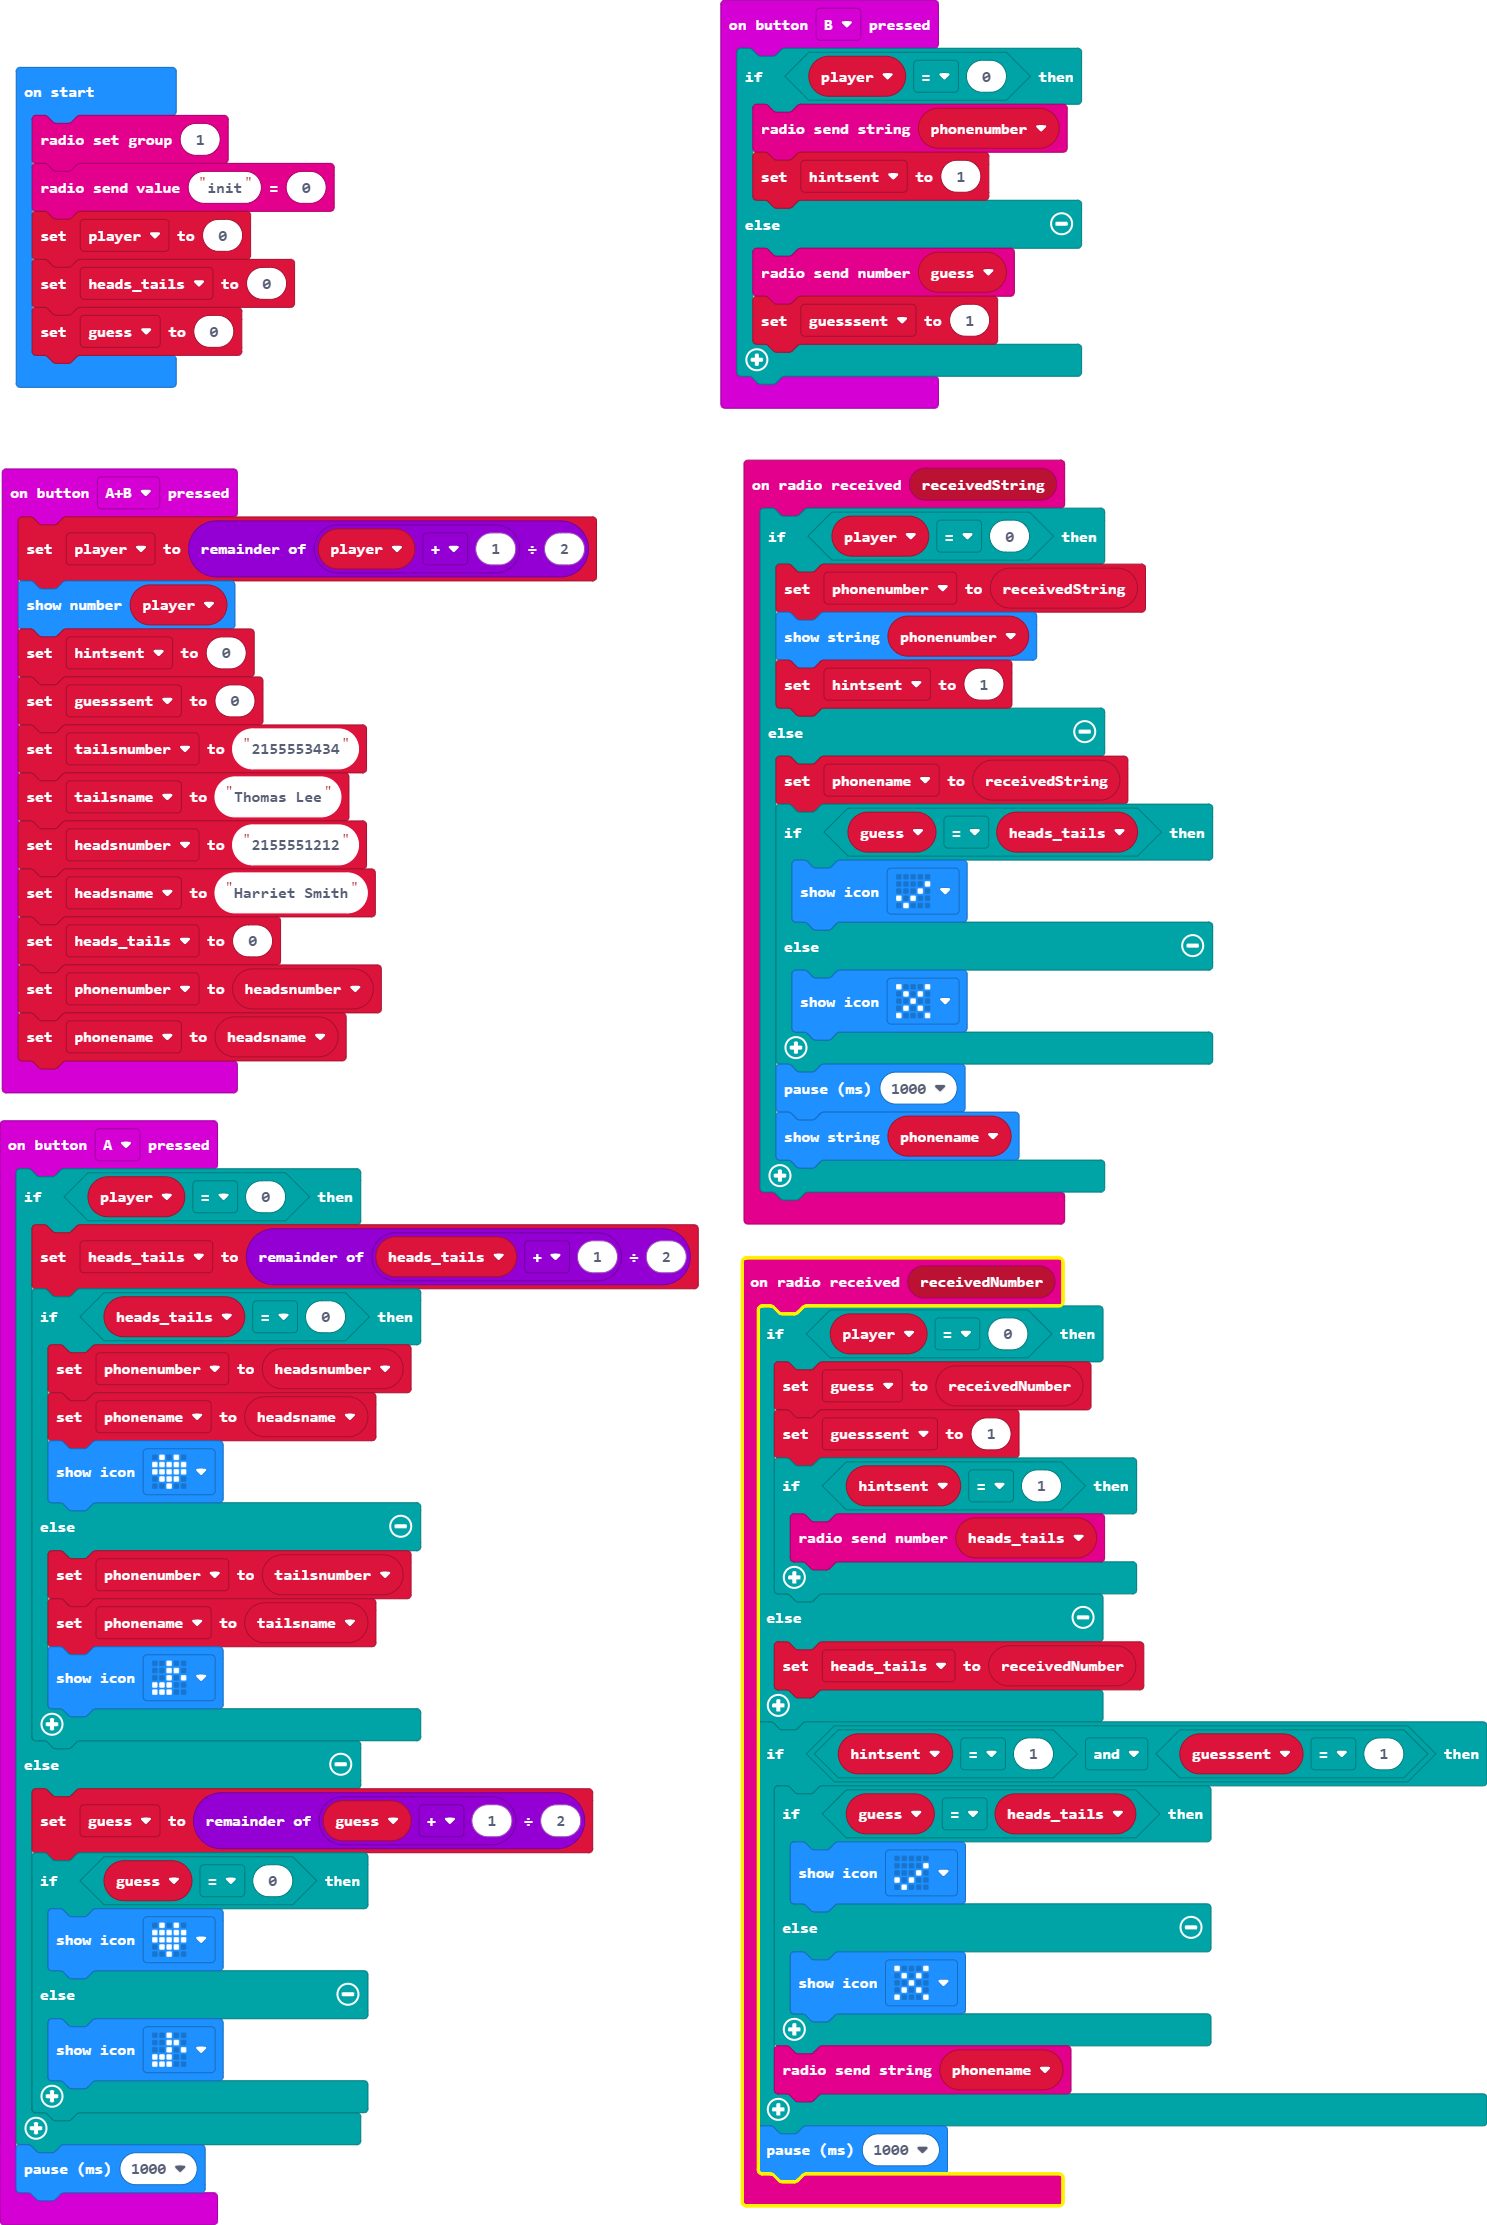 on start
radio set group 1
radio send value "init" = 0
set player to 0
set heads_tails to 0
set guess to 0
on button A+B pressed
set player to remainder of player + 1 ÷ 2
show number player
set hintsent to 0
set guesssent to 0
set tailsnumber to "2155553434"
set tailsname to "Thomas Lee"
set headsnumber to "2155551212"
set headsname to "Harriet Smith"
set heads_tails to 0
set phonenumber to headsnumber
set phonename to headsname
on button A pressed
if player = 0 then
set heads_tails to remainder of heads_tails + 1 ÷ 2
if heads_tails = 0 then
set phonenumber to headsnumber
set phonename to headsname
show icon
else
set phonenumber to tailsnumber
set phonename to tailsname
show icon
else
set guess to remainder of guess + 1 ÷ 2
if guess = 0 then
show icon
else
show icon
pause (ms) 1000
on button B pressed
if player = 0 then
radio send string phonenumber
set hintsent to 1
else
radio send number guess
set guesssent to 1
on radio received receivedString
if player = 0 then
set phonenumber to receivedString
show string phonenumber
set hintsent to 1
else
set phonename to receivedString
if guess = heads_tails then
show icon
else
show icon
pause (ms) 1000
show string phonename
on radio received receivedNumber
if player = 0 then
set guess to receivedNumber
set guesssent to 1
if hintsent = 1 then
radio send number heads_tails
else
set heads_tails to receivedNumber
if hintsent = 1 and guesssent = 1 then
if guess = heads_tails then
show icon
else
show icon
radio send string phonename
pause (ms) 1000